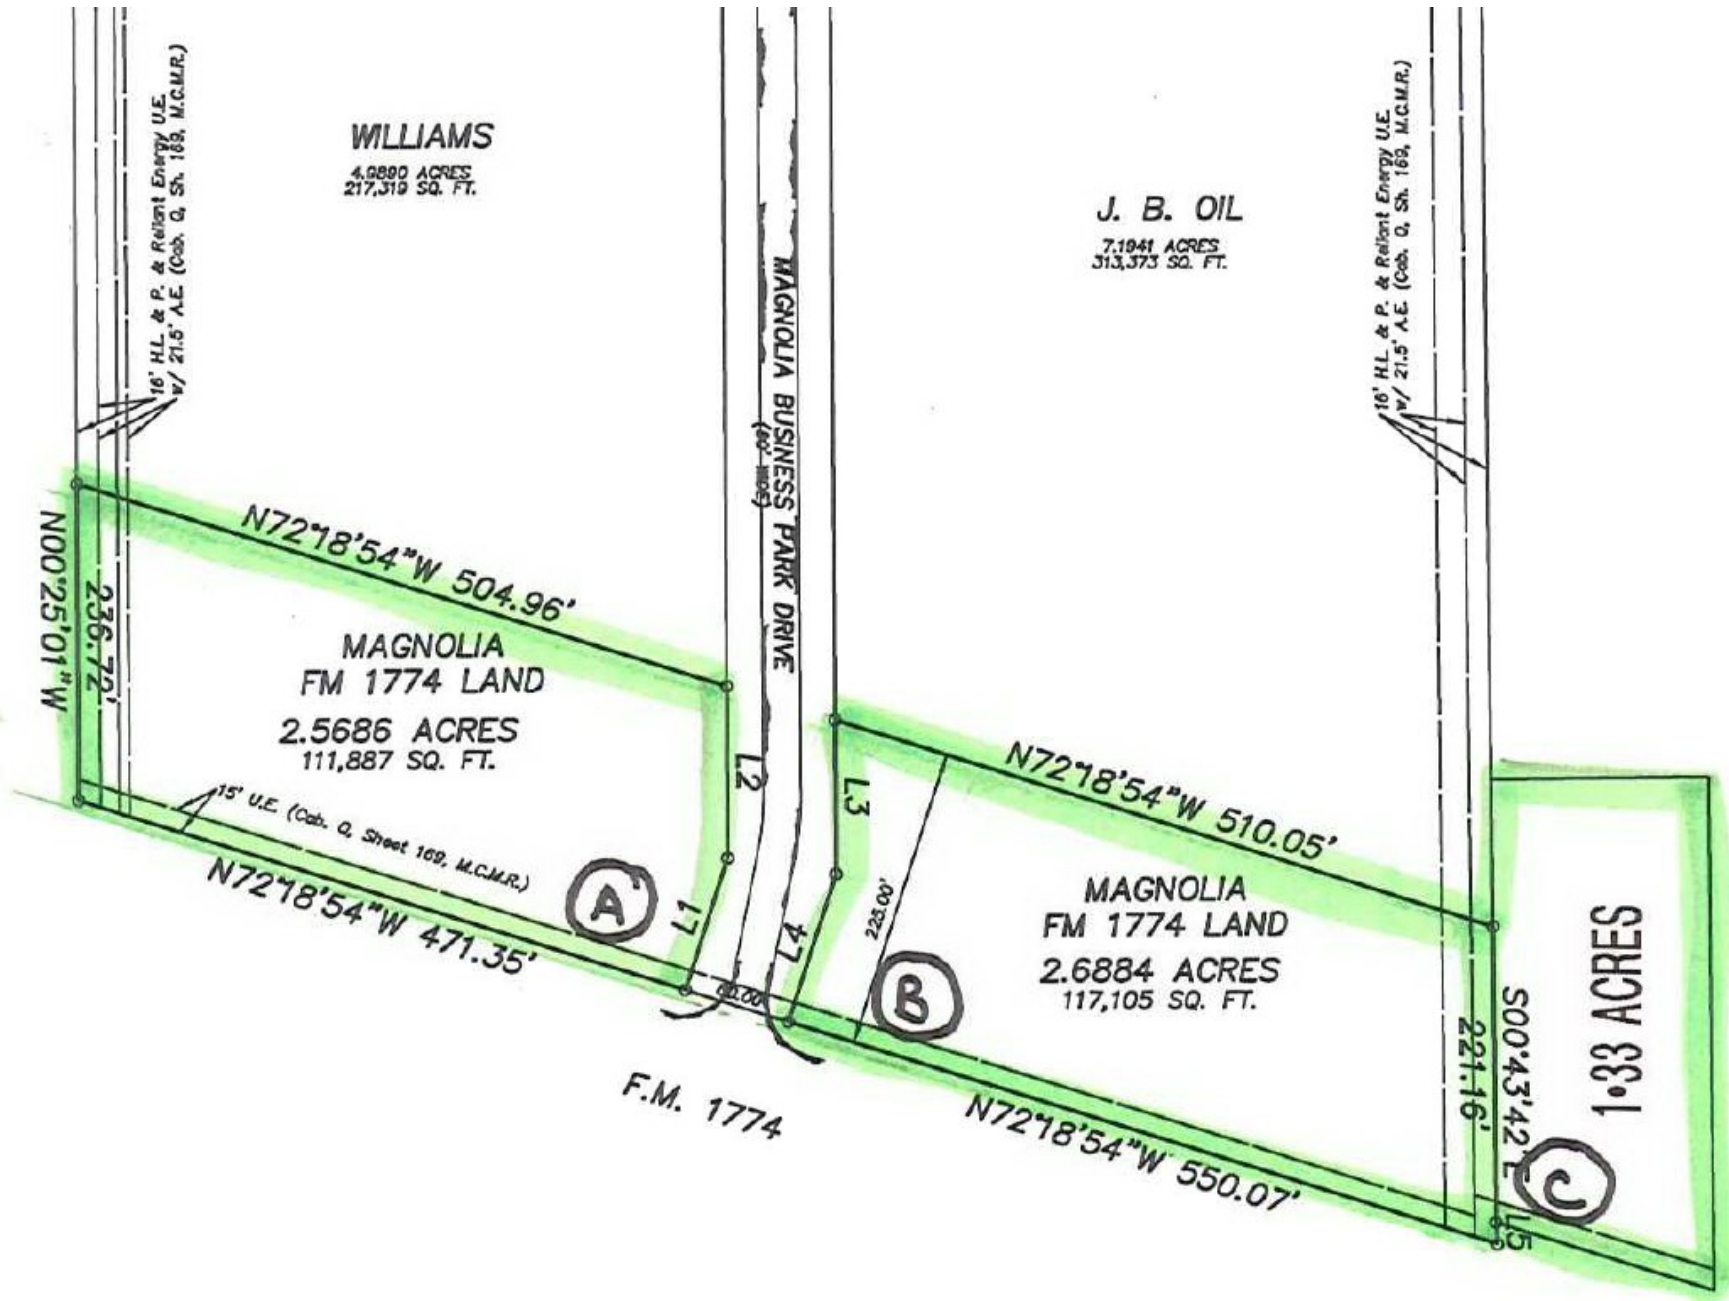 16' H.L. & P. & Reliant Energy U.E.
w/ 21.5' A.E. (Cab. Q, Sh. 169, M.C.M.R.)
WILLIAMS
4.9890 ACRES
217,319 SQ. FT.
MAGNOLIA BUSINESS PARK DRIVE
(60' WIDE)
J. B. OIL
7.1941 ACRES
313,373 SQ. FT.
16' H.L. & P. & Reliant Energy U.E.
w/ 21.5' A.E. (Cab. Q, Sh. 169, M.C.M.R.)
N00°25'01"W
236.72'
N72°18'54"W 504.96'
MAGNOLIA
FM 1774 LAND
2.5686 ACRES
111,887 SQ. FT.
15' U.E. (Cab. Q, Sheet 169, M.C.M.R.)
N72°18'54"W 471.35'
A
L1
L2
L3
L4
60.00'
F.M. 1774
N72°18'54"W 510.05'
225.00'
B
MAGNOLIA
FM 1774 LAND
2.6884 ACRES
117,105 SQ. FT.
N72°18'54"W 550.07'
221.16'
S00°43'42"E
L5
1.33 ACRES
C